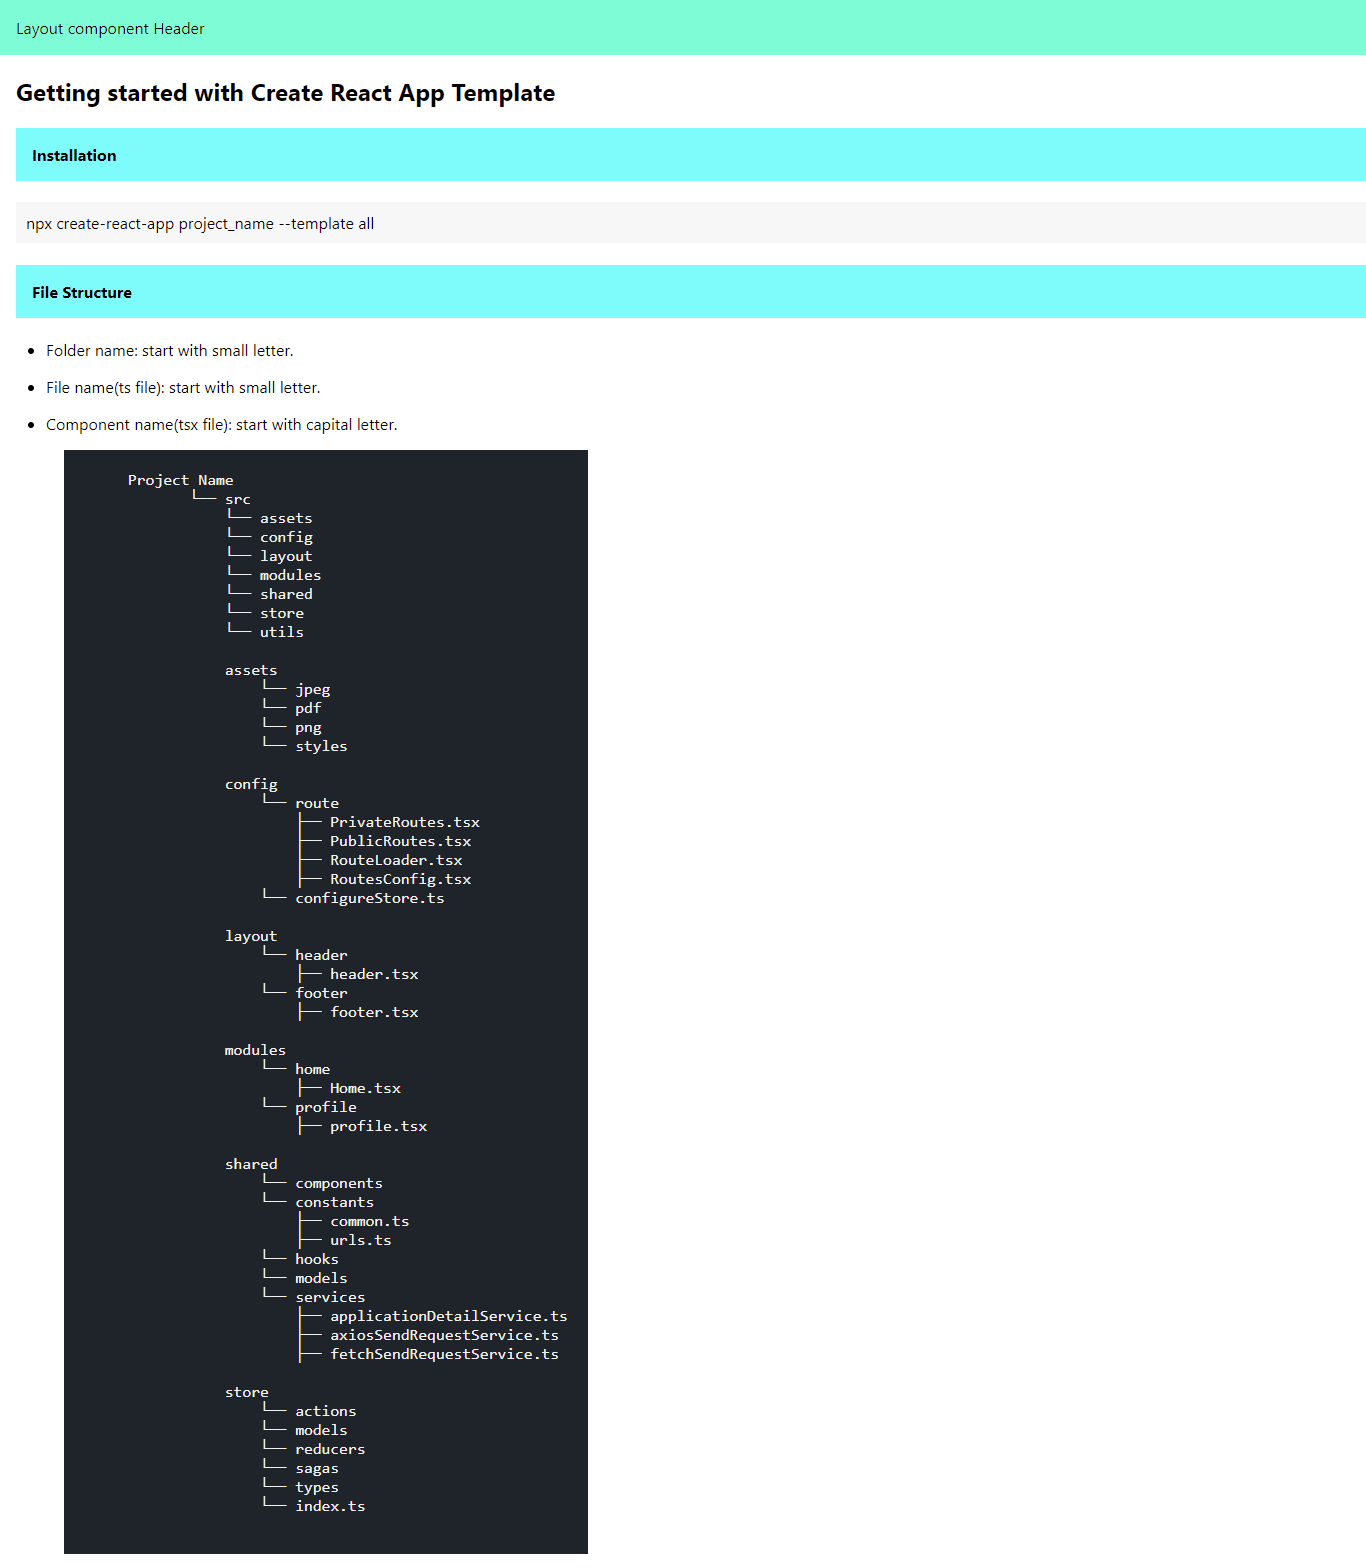 Layout component Header
Getting started with Create React App Template
Installation
npx create-react-app project_name --template all
File Structure
• Folder name: start with small letter.
• File name(ts file): start with small letter.
• Component name(tsx file): start with capital letter.
Project Name
└── src
└── assets
└── config
└── layout
└── modules
└── shared
└── store
└── utils
assets
└── jpeg
└── pdf
└── png
└── styles
config
└── route
├── PrivateRoutes.tsx
├── PublicRoutes.tsx
├── RouteLoader.tsx
├── RoutesConfig.tsx
└── configureStore.ts
layout
└── header
├── header.tsx
└── footer
├── footer.tsx
modules
└── home
├── Home.tsx
└── profile
├── profile.tsx
shared
└── components
└── constants
├── common.ts
├── urls.ts
└── hooks
└── models
└── services
├── applicationDetailService.ts
├── axiosSendRequestService.ts
├── fetchSendRequestService.ts
store
└── actions
└── models
└── reducers
└── sagas
└── types
└── index.ts